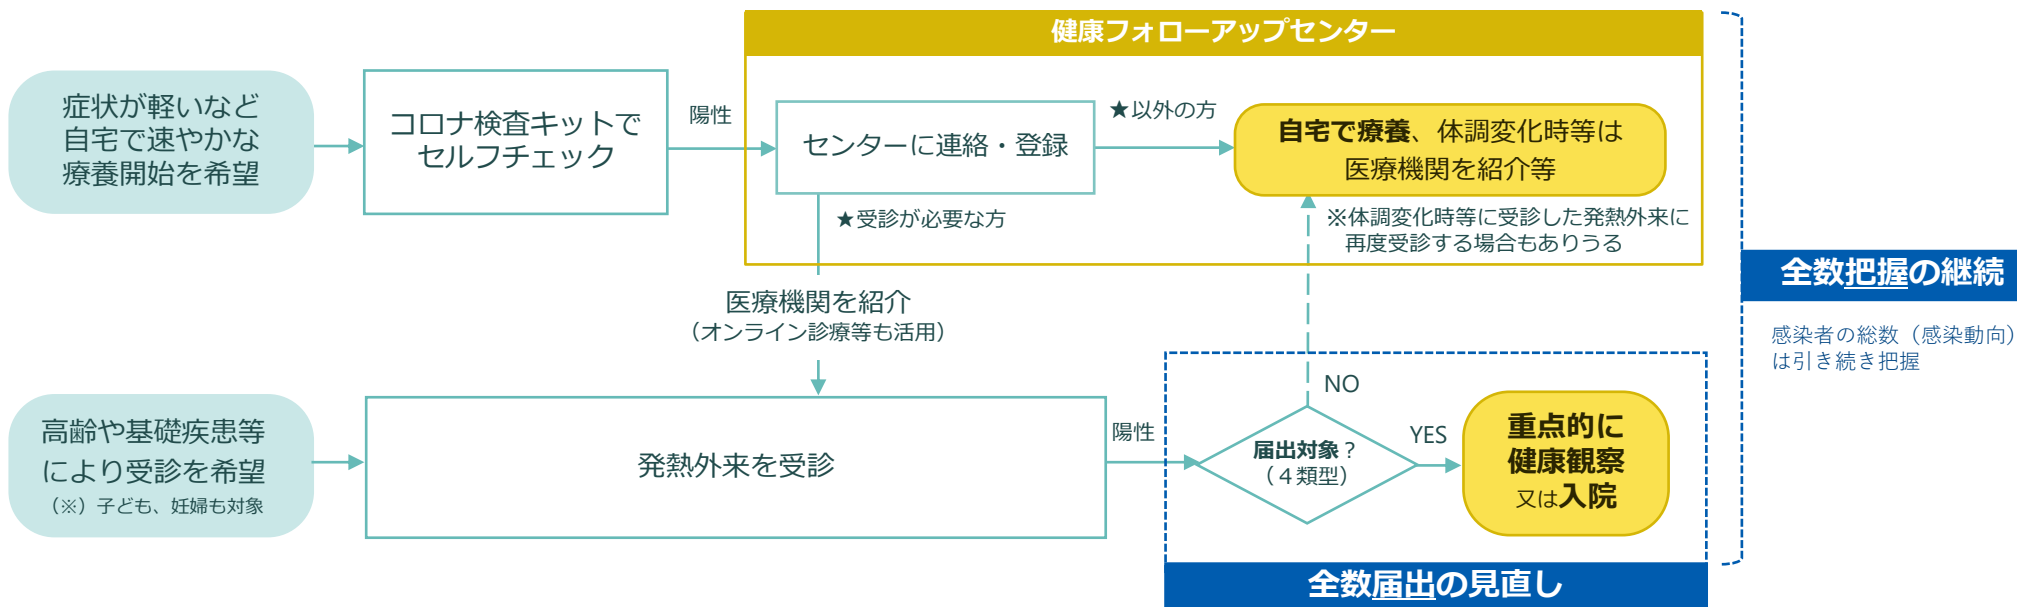 健康フォローアップセンター
症状が軽いなど
自宅で速やかな
療養開始を希望
コロナ検査キットで
セルフチェック
陽性
センターに連絡・登録
★以外の方
自宅で療養、体調変化時等は
医療機関を紹介等
★受診が必要な方
※体調変化時等に受診した発熱外来に
再度受診する場合もありうる
医療機関を紹介
（オンライン診療等も活用）
高齢や基礎疾患等
により受診を希望
（※）子ども、妊婦も対象
発熱外来を受診
陽性
届出対象？
（４類型）
NO
YES
重点的に
健康観察
又は入院
全数届出の見直し
全数把握の継続
感染者の総数（感染動向）
は引き続き把握